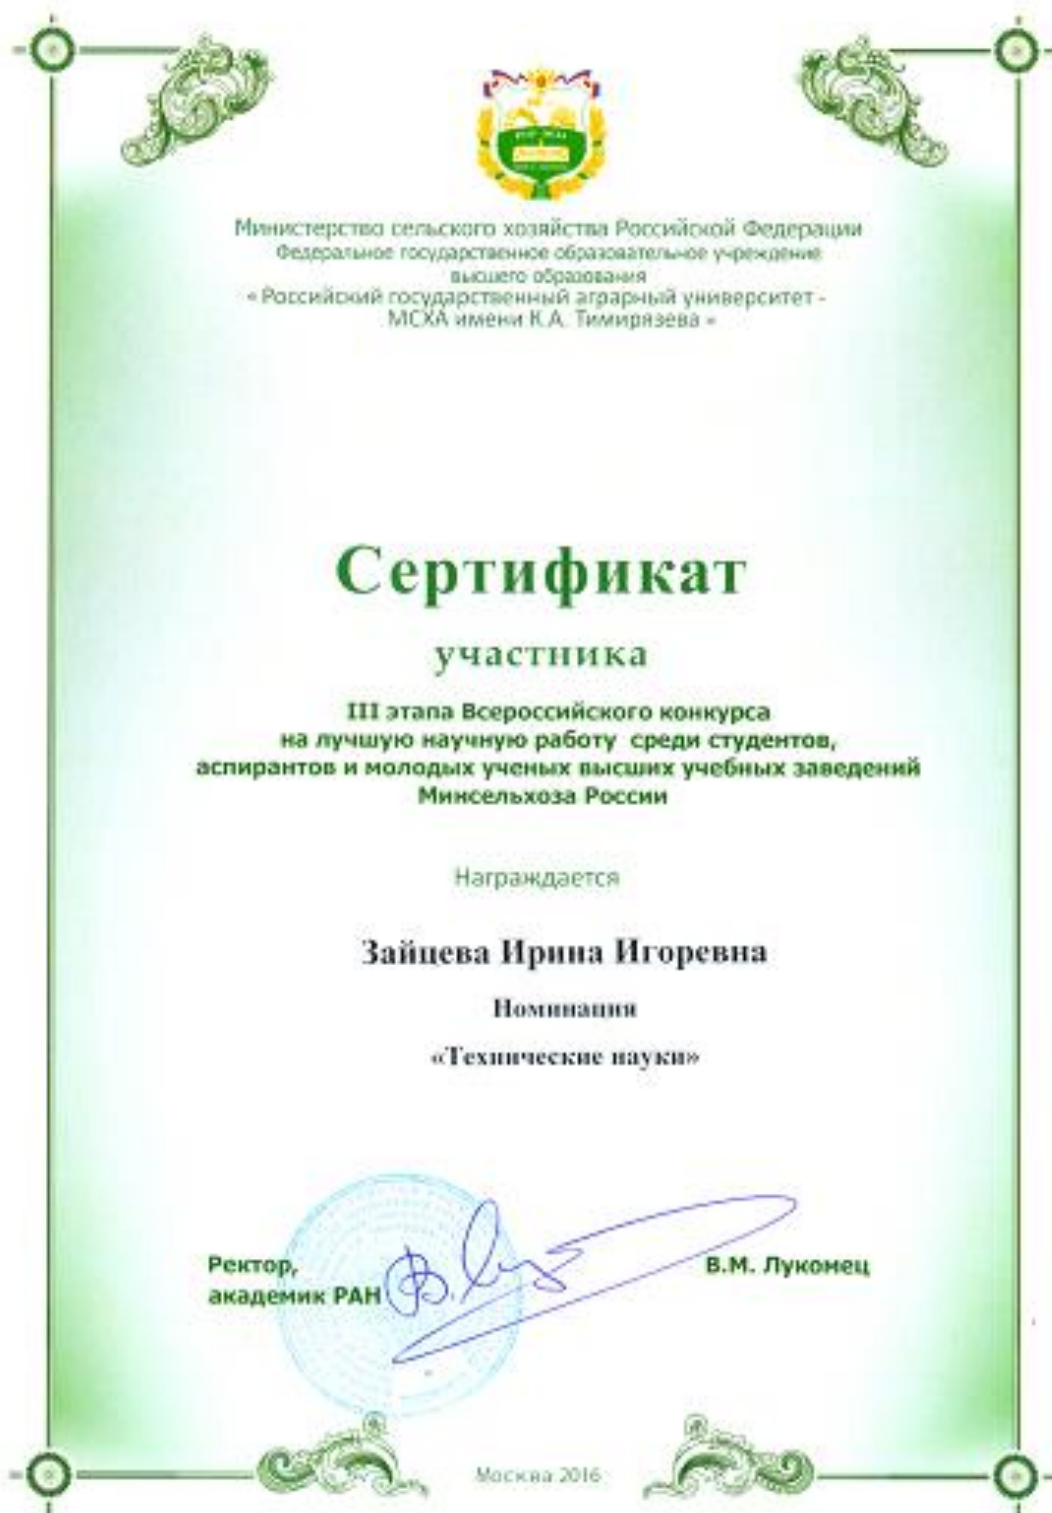 Министерство сельского хозяйства Российской Федерации
Федеральное государственное образовательное учреждение
высшего образования
« Российский государственный аграрный университет -
МСХА имени К.А. Тимирязева »
Сертификат
участника
III этапа Всероссийского конкурса
на лучшую научную работу среди студентов,
аспирантов и молодых ученых высших учебных заведений
Минсельхоза России
Награждается
Зайцева Ирина Игоревна
Номинация
«Технические науки»
Ректор,
академик РАН
В.М. Лукомец
Москва 2016